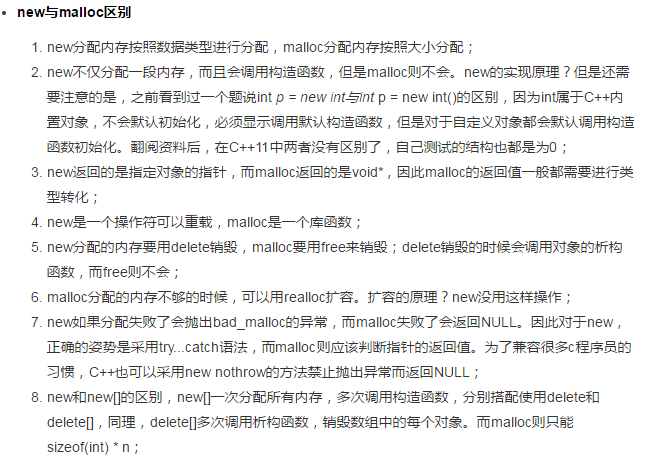 • new与malloc区别
1. new分配内存按照数据类型进行分配，malloc分配内存按照大小分配；
2. new不仅分配一段内存，而且会调用构造函数，但是malloc则不会。new的实现原理？但是还需
要注意的是，之前看到过一个题说int p = new int与int p = new int()的区别，因为int属于C++内
置对象，不会默认初始化，必须显示调用默认构造函数，但是对于自定义对象都会默认调用构造
函数初始化。翻阅资料后，在C++11中两者没有区别了，自己测试的结构也都是为0；
3. new返回的是指定对象的指针，而malloc返回的是void*，因此malloc的返回值一般都需要进行类
型转化；
4. new是一个操作符可以重载，malloc是一个库函数；
5. new分配的内存要用delete销毁，malloc要用free来销毁；delete销毁的时候会调用对象的析构
函数，而free则不会；
6. malloc分配的内存不够的时候，可以用realloc扩容。扩容的原理？new没用这样操作；
7. new如果分配失败了会抛出bad_malloc的异常，而malloc失败了会返回NULL。因此对于new，
正确的姿势是采用try...catch语法，而malloc则应该判断指针的返回值。为了兼容很多c程序员的
习惯，C++也可以采用new nothrow的方法禁止抛出异常而返回NULL；
8. new和new[]的区别，new[]一次分配所有内存，多次调用构造函数，分别搭配使用delete和
delete[]，同理，delete[]多次调用析构函数，销毁数组中的每个对象。而malloc则只能
sizeof(int) * n；